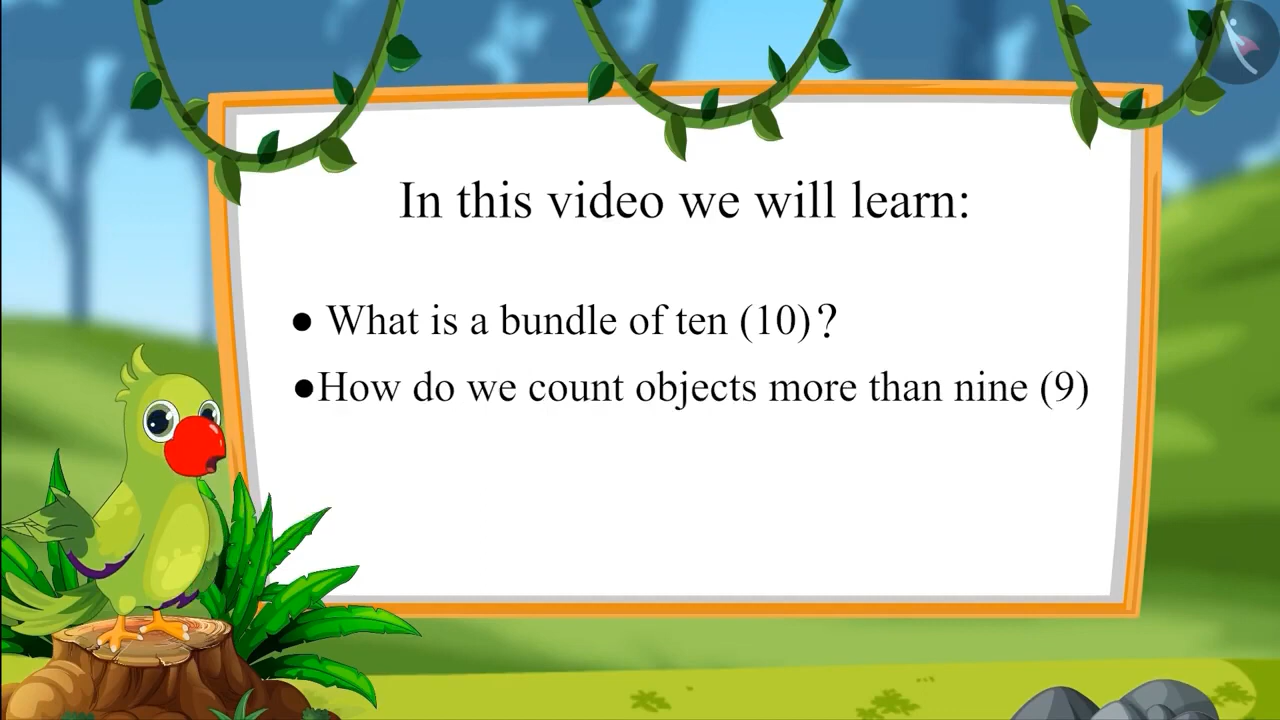 In this video we will learn:
● What is a bundle of ten (10)?
●How do we count objects more than nine (9)